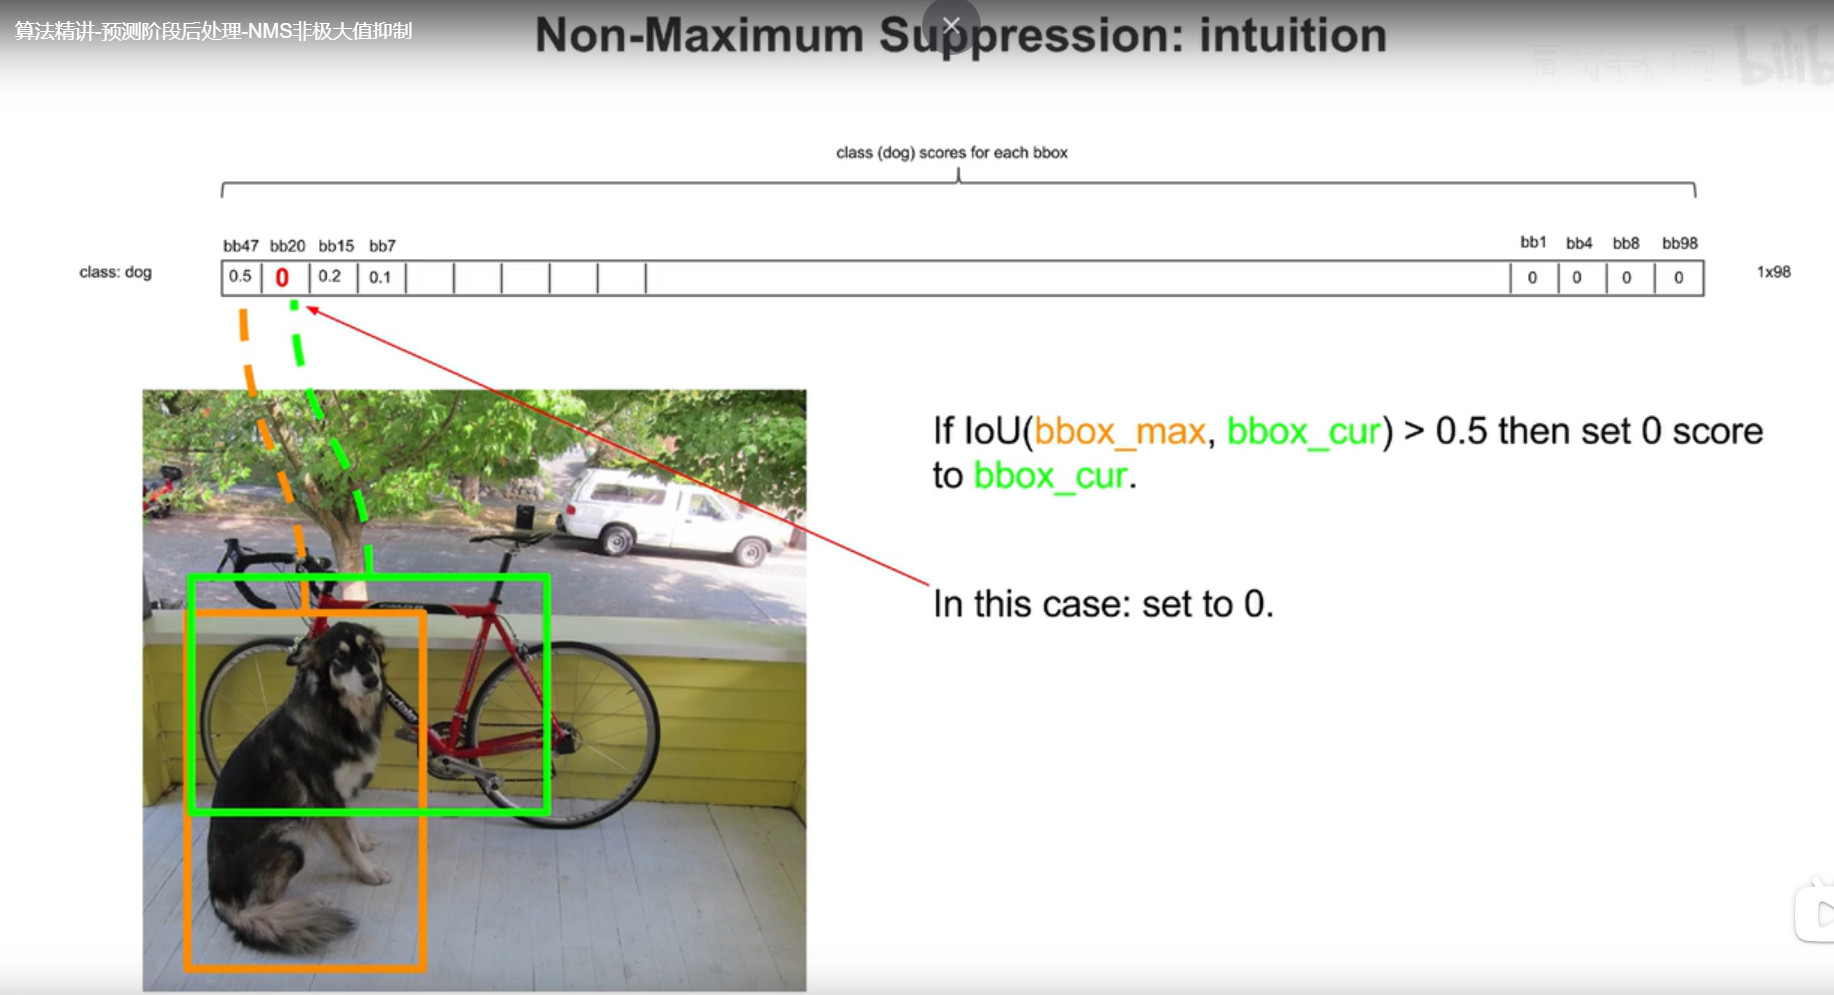 算法精讲-预测阶段后处理-NMS非极大值抑制
Non-Maximum Suppression: intuition
class (dog) scores for each bbox
bb47 bb20 bb15 bb7 bb1 bb4 bb8 bb98
class: dog 0.5 0 0.2 0.1 0 0 0 0 1x98
If IoU(bbox_max, bbox_cur) > 0.5 then set 0 score
to bbox_cur.
In this case: set to 0.